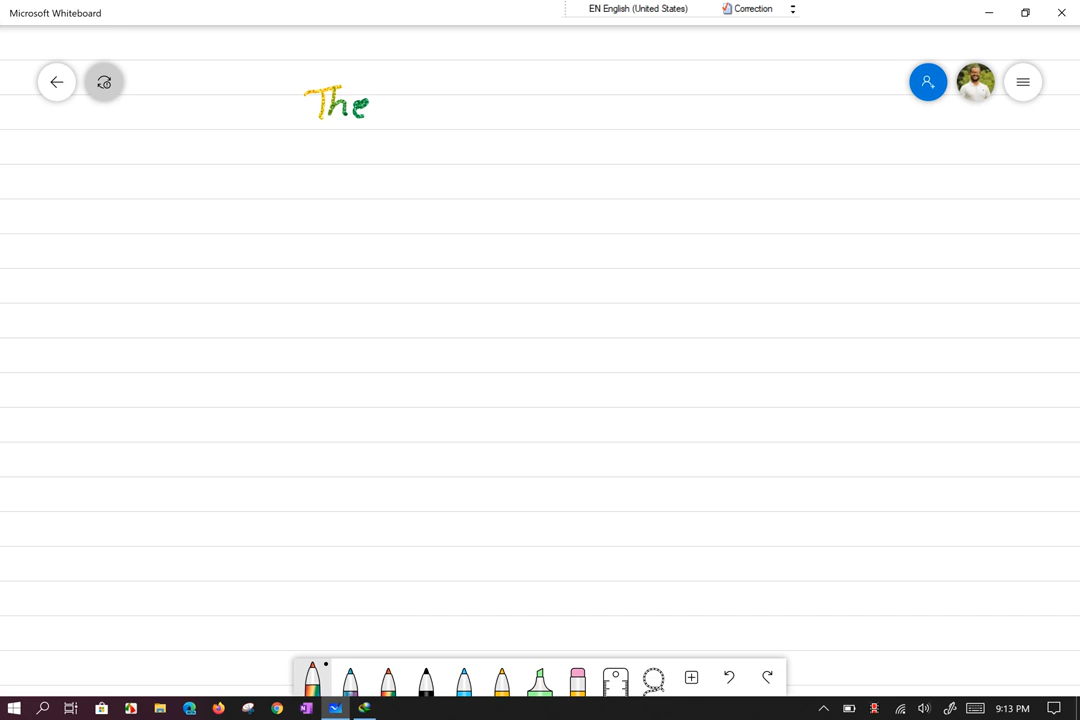 Microsoft Whiteboard
EN English (United States) Correction
The
9:13 PM